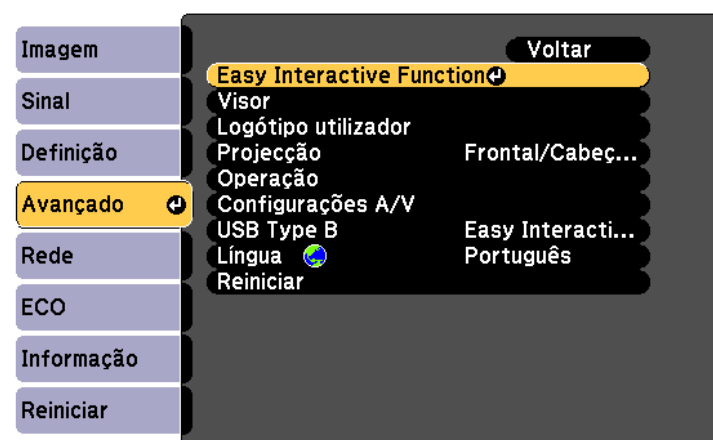 Imagem
Sinal
Definição
Avançado
Rede
ECO
Informação
Reiniciar
Voltar
Easy Interactive Function
Visor
Logótipo utilizador
Projecção Frontal/Cabeç...
Operação
Configurações A/V
USB Type B Easy Interacti...
Língua Português
Reiniciar